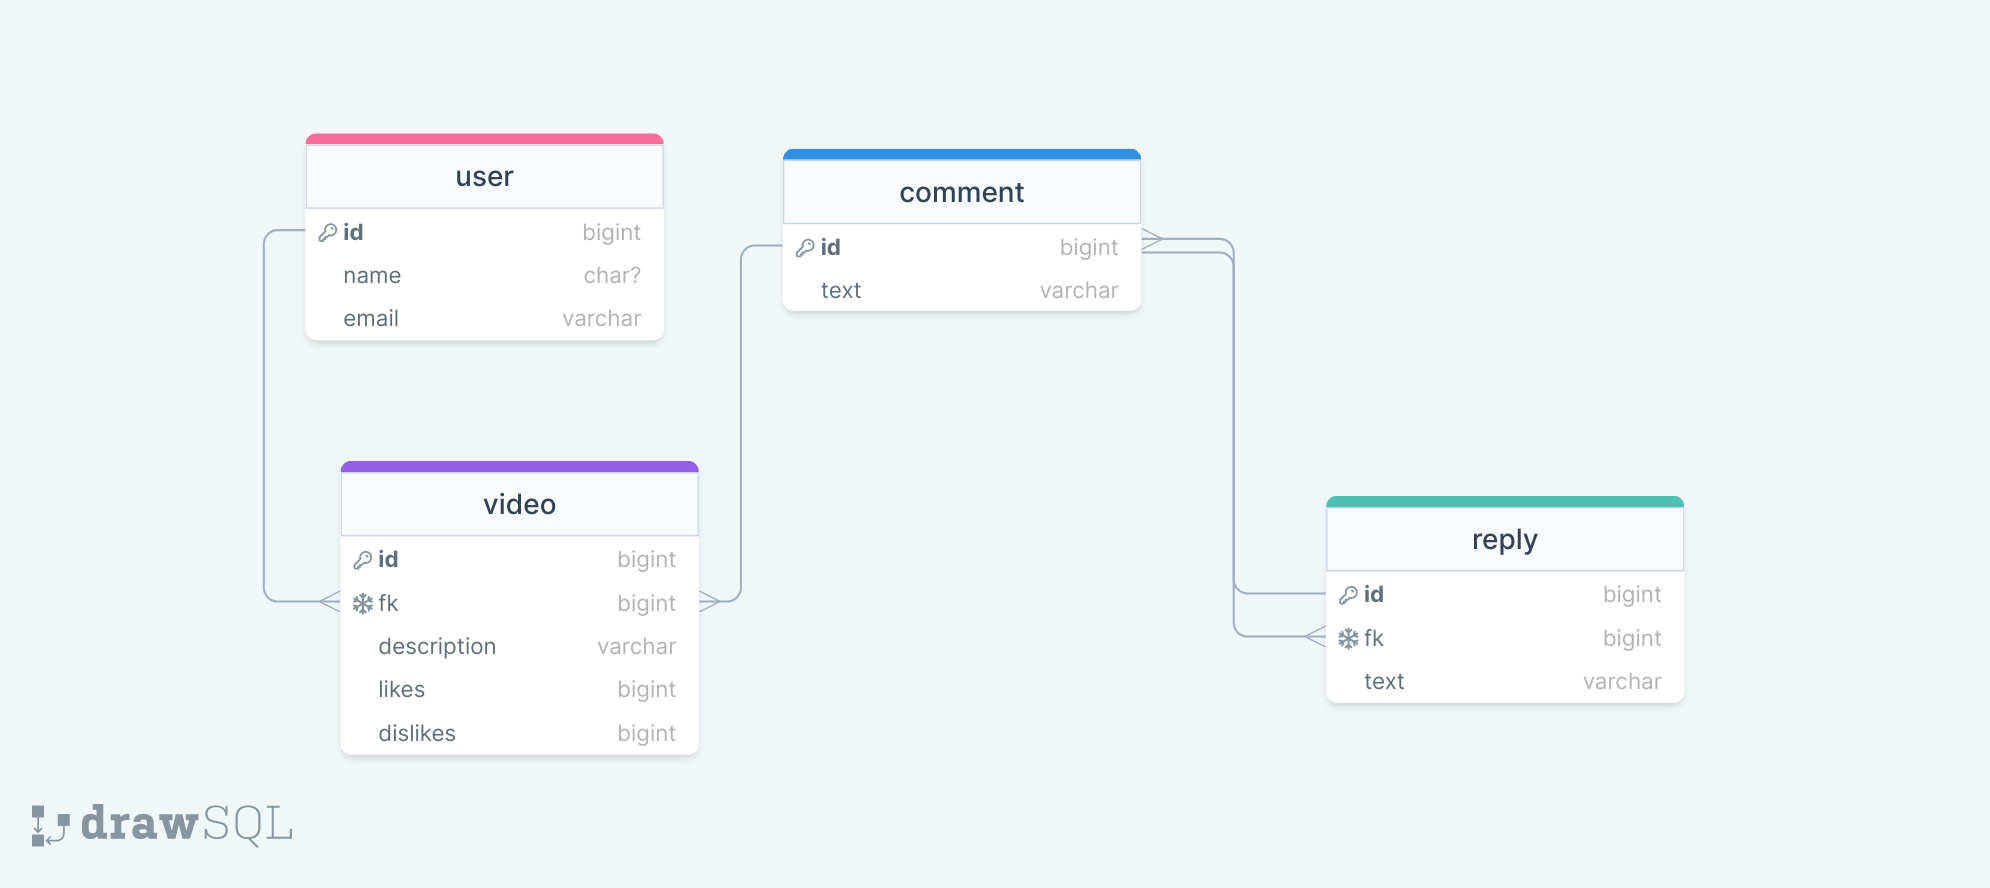 user
id bigint
name char?
email varchar
comment
id bigint
text varchar
video
id bigint
fk bigint
description varchar
likes bigint
dislikes bigint
reply
id bigint
fk bigint
text varchar
drawSQL